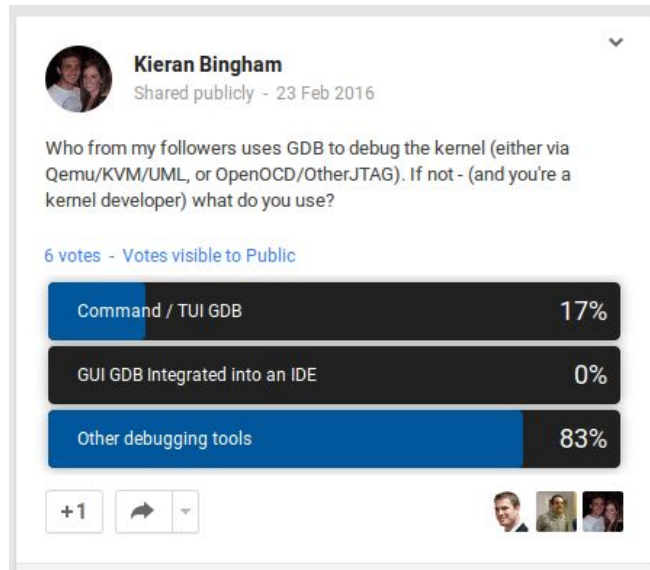 Kieran Bingham
Shared publicly - 23 Feb 2016
Who from my followers uses GDB to debug the kernel (either via
Qemu/KVM/UML, or OpenOCD/OtherJTAG). If not - (and you're a
kernel developer) what do you use?
6 votes - Votes visible to Public
Command / TUI GDB 17%
GUI GDB Integrated into an IDE 0%
Other debugging tools 83%
+1